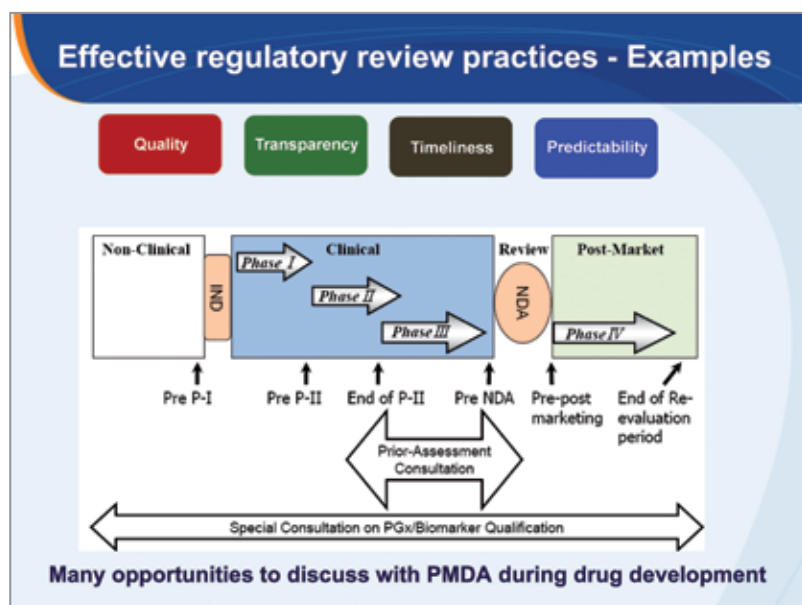 Effective regulatory review practices - Examples
Quality
Transparency
Timeliness
Predictability
Non-Clinical
Clinical
Review
Post-Market
IND
Phase I
Phase II
Phase III
NDA
Phase IV
Pre P-I
Pre P-II
End of P-II
Pre NDA
Pre-post
marketing
End of Re-
evaluation
period
Prior-Assessment
Consultation
Special Consultation on PGx/Biomarker Qualification
Many opportunities to discuss with PMDA during drug development